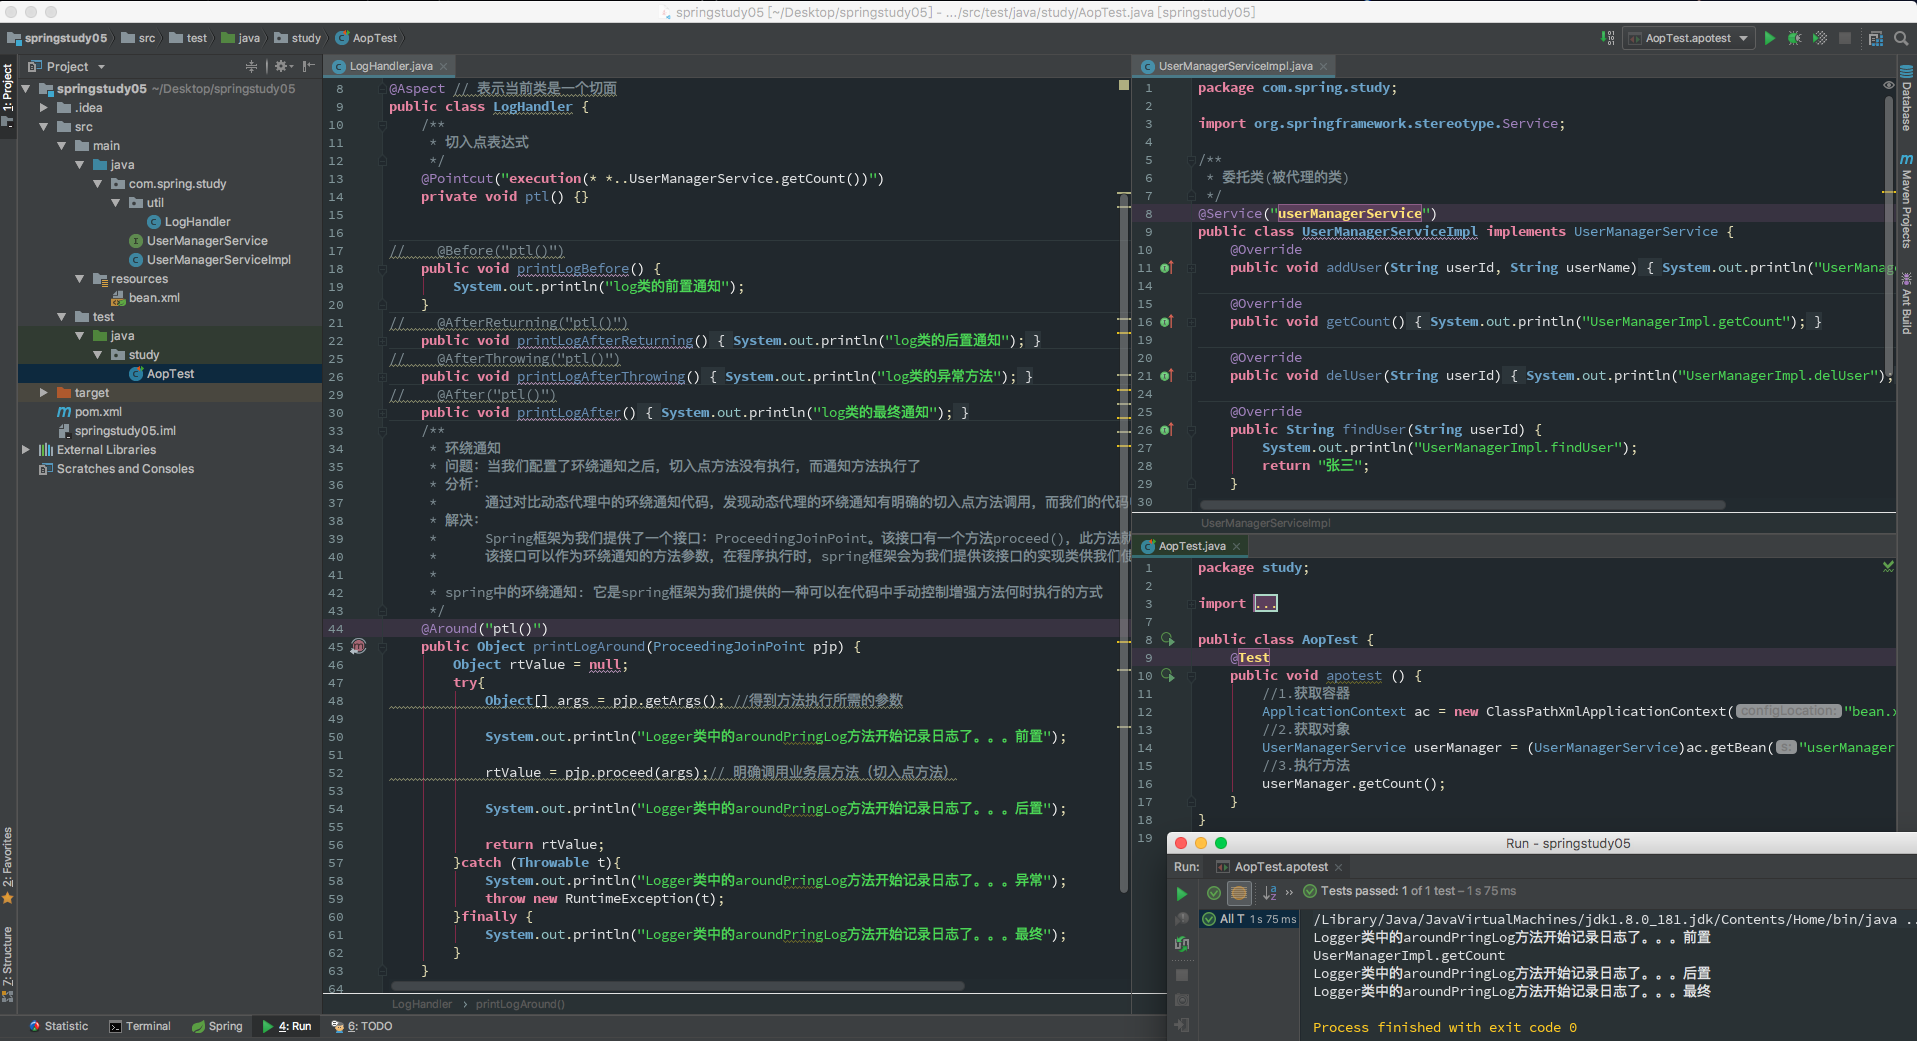 springstudy05 [~/Desktop/springstudy05] - .../src/test/java/study/AopTest.java [springstudy05]
springstudy05 src test java study AopTest
AopTest.apotest
1: Project
2: Favorites
Z: Structure
Project
springstudy05 ~/Desktop/springstudy05
.idea
src
main
java
com.spring.study
util
LogHandler
UserManagerService
UserManagerServiceImpl
resources
bean.xml
test
java
study
AopTest
target
pom.xml
springstudy05.iml
External Libraries
Scratches and Consoles
LogHandler.java
8 @Aspect // 表示当前类是一个切面
9 public class LogHandler {
10 /**
11 * 切入点表达式
12 */
13 @Pointcut("execution(* *..UserManagerService.getCount())")
14 private void ptl() {}
15
16
17 // @Before("ptl()")
18 public void printLogBefore() {
19 System.out.println("log类的前置通知");
20 }
21 // @AfterReturning("ptl()")
22 public void printLogAfterReturning() { System.out.println("log类的后置通知"); }
25 // @AfterThrowing("ptl()")
26 public void printLogAfterThrowing() { System.out.println("log类的异常方法"); }
29 // @After("ptl()")
30 public void printLogAfter() { System.out.println("log类的最终通知"); }
33 /**
34 * 环绕通知
35 * 问题: 当我们配置了环绕通知之后, 切入点方法没有执行, 而通知方法执行了
36 * 分析:
37 * 通过对比动态代理中的环绕通知代码, 发现动态代理的环绕通知有明确的切入点方法调用, 而我们的代码
38 * 解决:
39 * Spring框架为我们提供了一个接口: ProceedingJoinPoint。该接口有一个方法proceed(), 此方法
40 * 该接口可以作为环绕通知的方法参数, 在程序执行时, spring框架会为我们提供该接口的实现类供我们
41 *
42 * spring中的环绕通知: 它是spring框架为我们提供的一种可以在代码中手动控制增强方法何时执行的方式
43 */
44 @Around("ptl()")
45 public Object printLogAround(ProceedingJoinPoint pjp) {
46 Object rtValue = null;
47 try{
48 Object[] args = pjp.getArgs(); //得到方法执行所需的参数
49
50 System.out.println("Logger类中的aroundPringLog方法开始记录日志了。。。前置");
51
52 rtValue = pjp.proceed(args);// 明确调用业务层方法 (切入点方法)
53
54 System.out.println("Logger类中的aroundPringLog方法开始记录日志了。。。后置");
55
56 return rtValue;
57 }catch (Throwable t){
58 System.out.println("Logger类中的aroundPringLog方法开始记录日志了。。。异常");
59 throw new RuntimeException(t);
60 }finally {
61 System.out.println("Logger类中的aroundPringLog方法开始记录日志了。。。最终");
62 }
63 }
64
LogHandler › printLogAround()
UserManagerServiceImpl.java
1 package com.spring.study;
2
3 import org.springframework.stereotype.Service;
4
5 /**
6 * 委托类(被代理的类)
7 */
8 @Service("userManagerService")
9 public class UserManagerServiceImpl implements UserManagerService {
10 @Override
11 public void addUser(String userId, String userName) { System.out.println("UserManag
14
15 @Override
16 public void getCount() { System.out.println("UserManagerImpl.getCount"); }
19
20 @Override
21 public void delUser(String userId) { System.out.println("UserManagerImpl.delUser");
24
25 @Override
26 public String findUser(String userId) {
27 System.out.println("UserManagerImpl.findUser");
28 return "张三";
29 }
30
UserManagerServiceImpl
AopTest.java
1 package study;
2
3 import ...
7
8 public class AopTest {
9 @Test
10 public void apotest () {
11 //1.获取容器
12 ApplicationContext ac = new ClassPathXmlApplicationContext( configLocation: "bean.x
13 //2.获取对象
14 UserManagerService userManager = (UserManagerService)ac.getBean( s: "userManager
15 //3.执行方法
16 userManager.getCount();
17 }
18 }
19
Database
Maven Projects
Ant Build
Run - springstudy05
Run: AopTest.apotest
Tests passed: 1 of 1 test – 1 s 75 ms
All T 1 s 75 ms
/Library/Java/JavaVirtualMachines/jdk1.8.0_181.jdk/Contents/Home/bin/java ..
Logger类中的aroundPringLog方法开始记录日志了。。。前置
UserManagerImpl.getCount
Logger类中的aroundPringLog方法开始记录日志了。。。后置
Logger类中的aroundPringLog方法开始记录日志了。。。最终
Process finished with exit code 0
Statistic Terminal Spring 4: Run 6: TODO